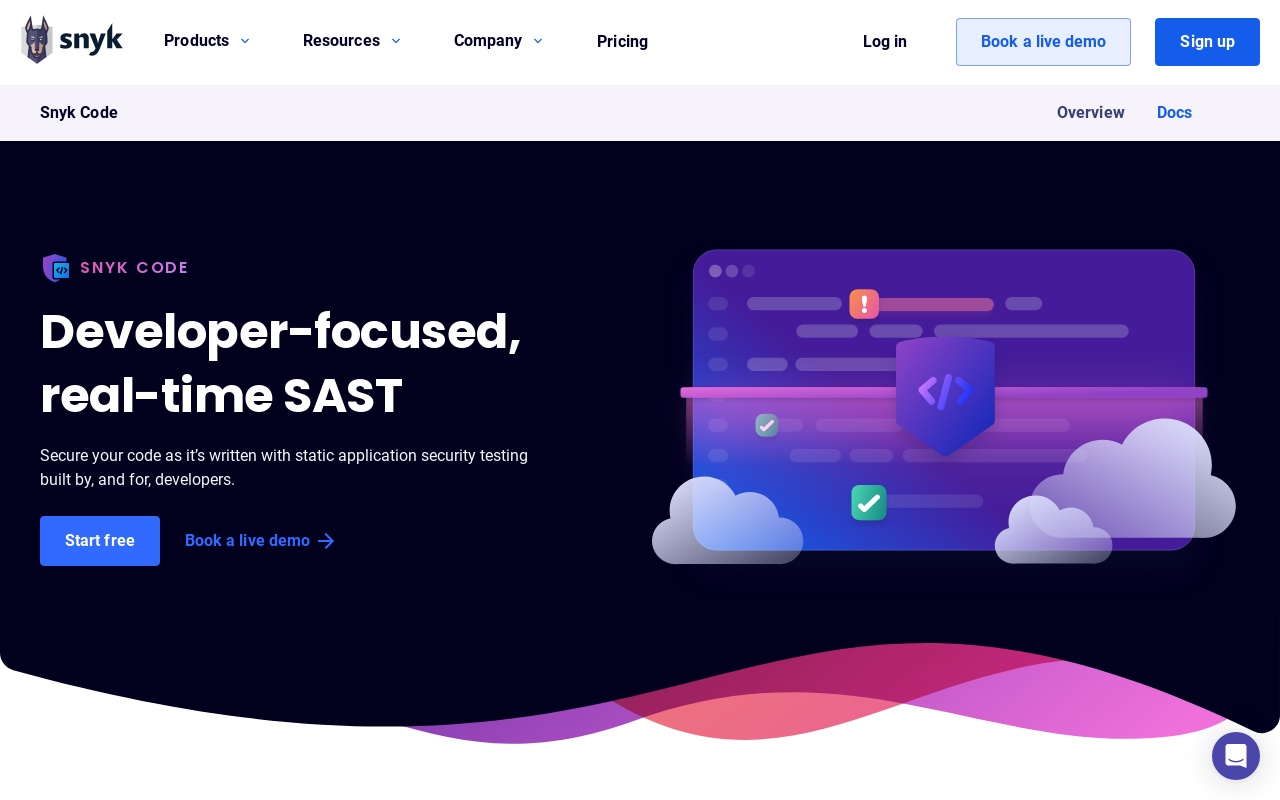 snyk
Products
Resources
Company
Pricing
Log in
Book a live demo
Sign up
Snyk Code
Overview
Docs
SNYK CODE
Developer-focused,
real-time SAST
Secure your code as it’s written with static application security testing
built by, and for, developers.
Start free
Book a live demo